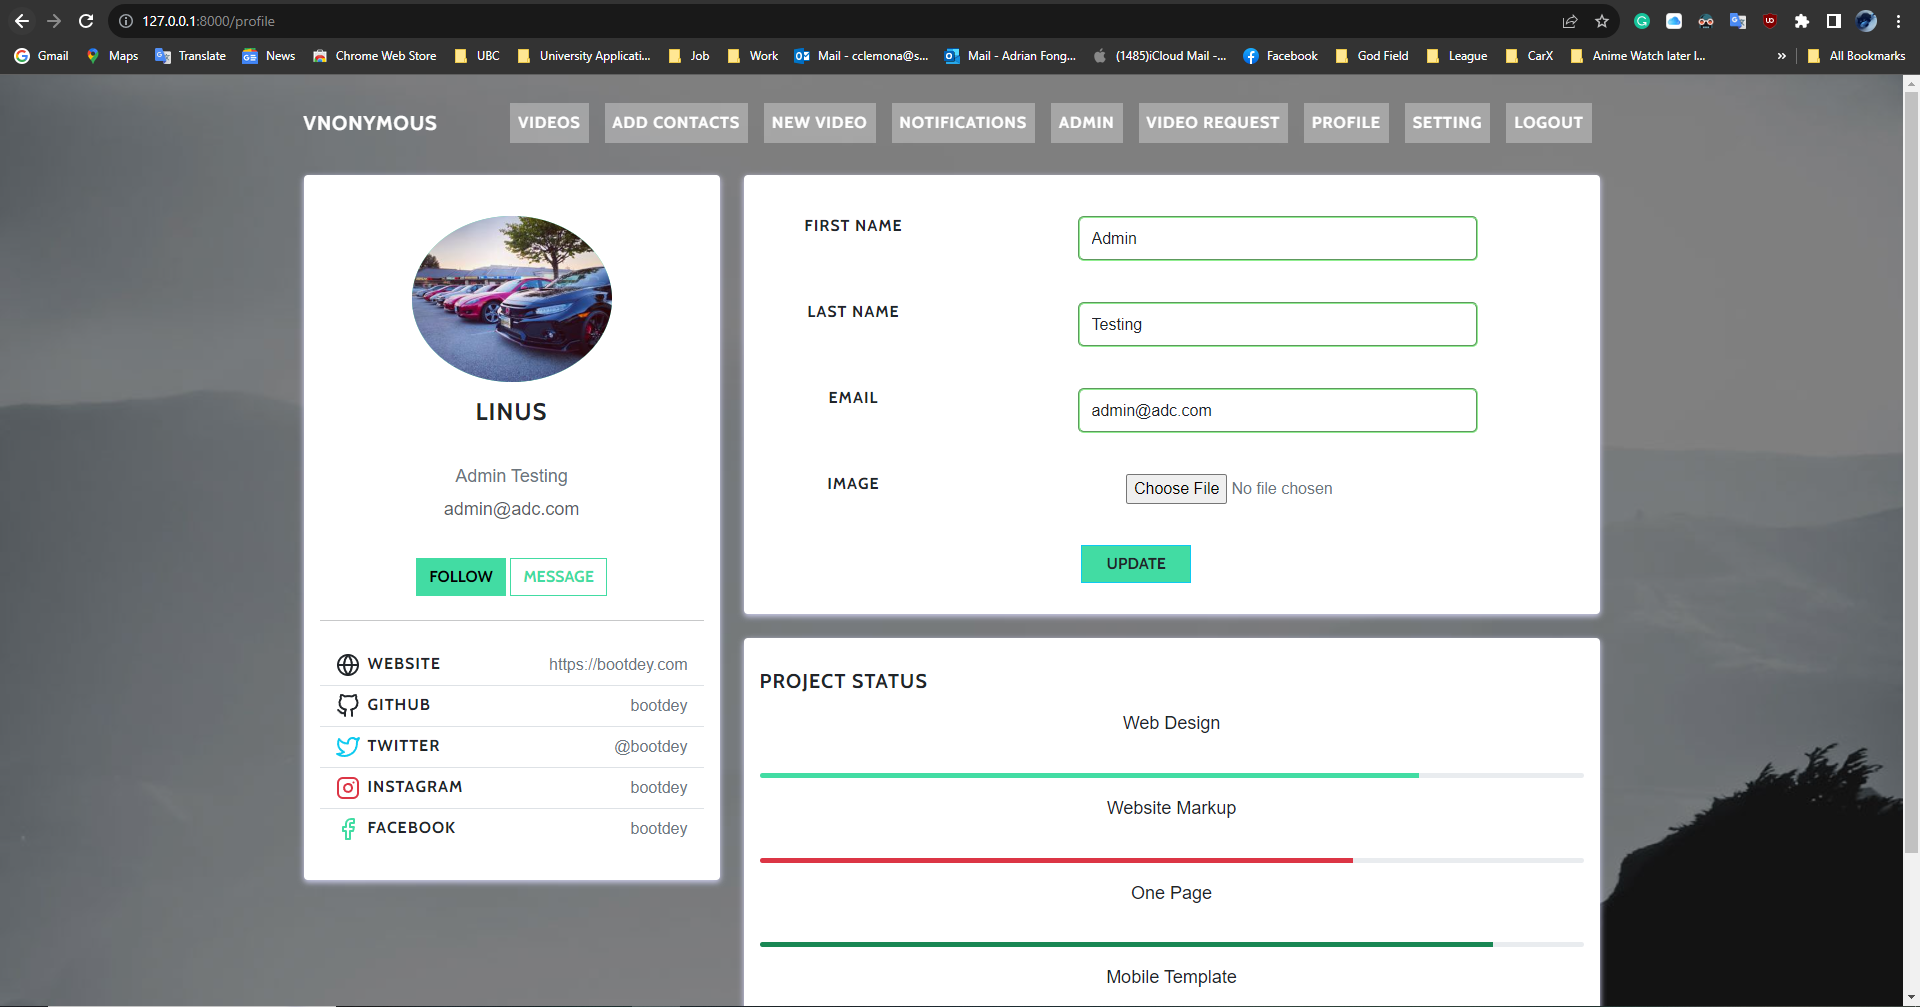 127.0.0.1:8000/profile
Gmail Maps Translate News Chrome Web Store UBC University Applicati... Job Work Mail - cclemona@s... Mail - Adrian Fong... (1485)iCloud Mail -... Facebook God Field League CarX Anime Watch later l... » All Bookmarks
VNONYMOUS VIDEOS ADD CONTACTS NEW VIDEO NOTIFICATIONS ADMIN VIDEO REQUEST PROFILE SETTING LOGOUT
LINUS
Admin Testing
admin@adc.com
FOLLOW MESSAGE
WEBSITE https://bootdey.com
GITHUB bootdey
TWITTER @bootdey
INSTAGRAM bootdey
FACEBOOK bootdey
FIRST NAME Admin
LAST NAME Testing
EMAIL admin@adc.com
IMAGE Choose File No file chosen
UPDATE
PROJECT STATUS
Web Design
Website Markup
One Page
Mobile Template